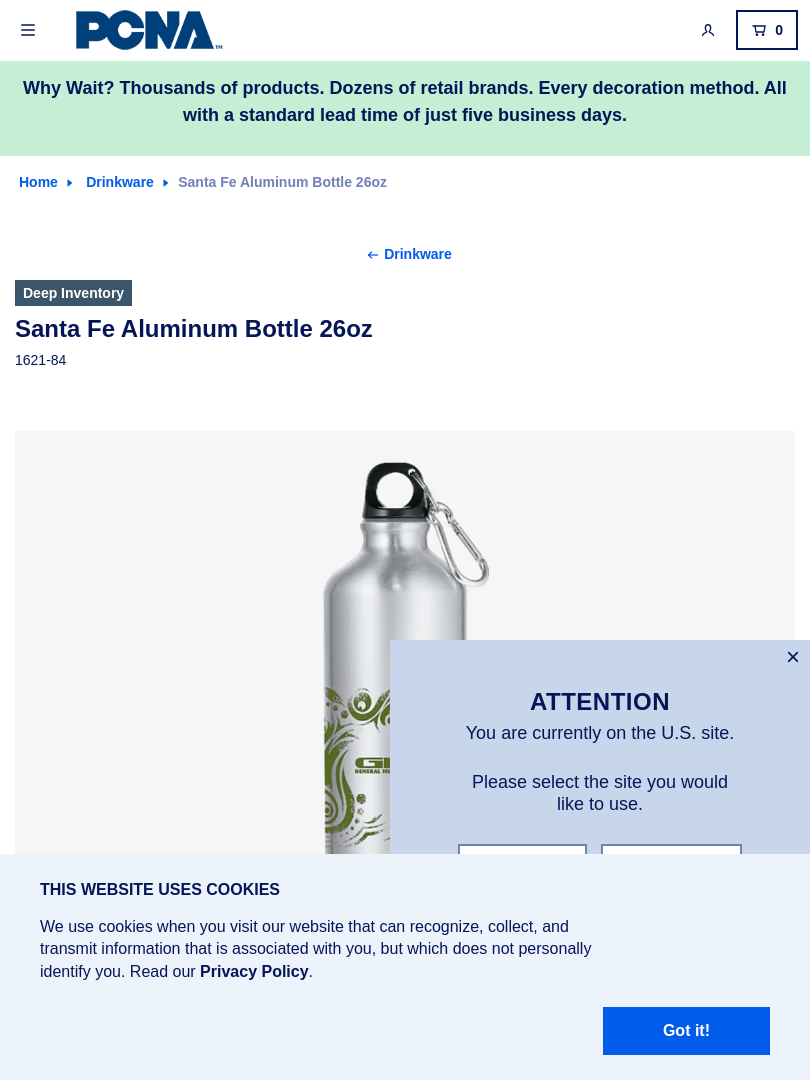 PCNA™
0
Why Wait? Thousands of products. Dozens of retail brands. Every decoration method. All
with a standard lead time of just five business days.
Home
Drinkware
Santa Fe Aluminum Bottle 26oz
Drinkware
Deep Inventory
Santa Fe Aluminum Bottle 26oz
1621-84
ATTENTION
You are currently on the U.S. site.
Please select the site you would
like to use.
THIS WEBSITE USES COOKIES
We use cookies when you visit our website that can recognize, collect, and
transmit information that is associated with you, but which does not personally
identify you. Read our Privacy Policy.
Got it!